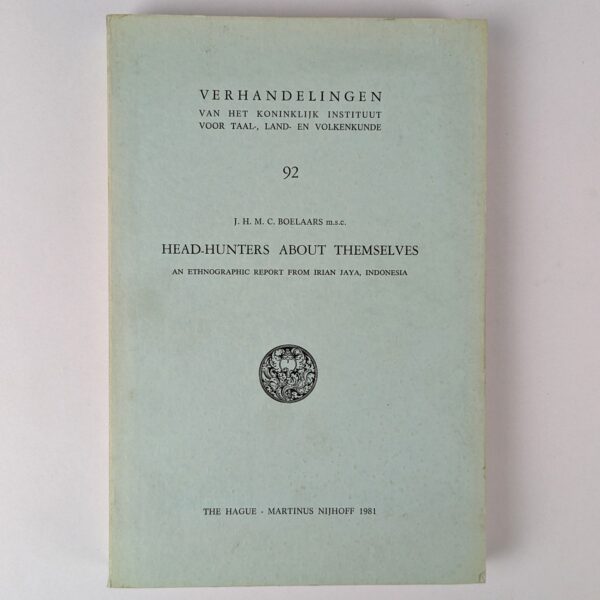 VERHANDELINGEN
VAN HET KONINKLIJK INSTITUUT
VOOR TAAL-, LAND- EN VOLKENKUNDE
92
J. H. M. C. BOELAARS m.s.c.
HEAD-HUNTERS ABOUT THEMSELVES
AN ETHNOGRAPHIC REPORT FROM IRIAN JAYA, INDONESIA
THE HAGUE - MARTINUS NIJHOFF 1981